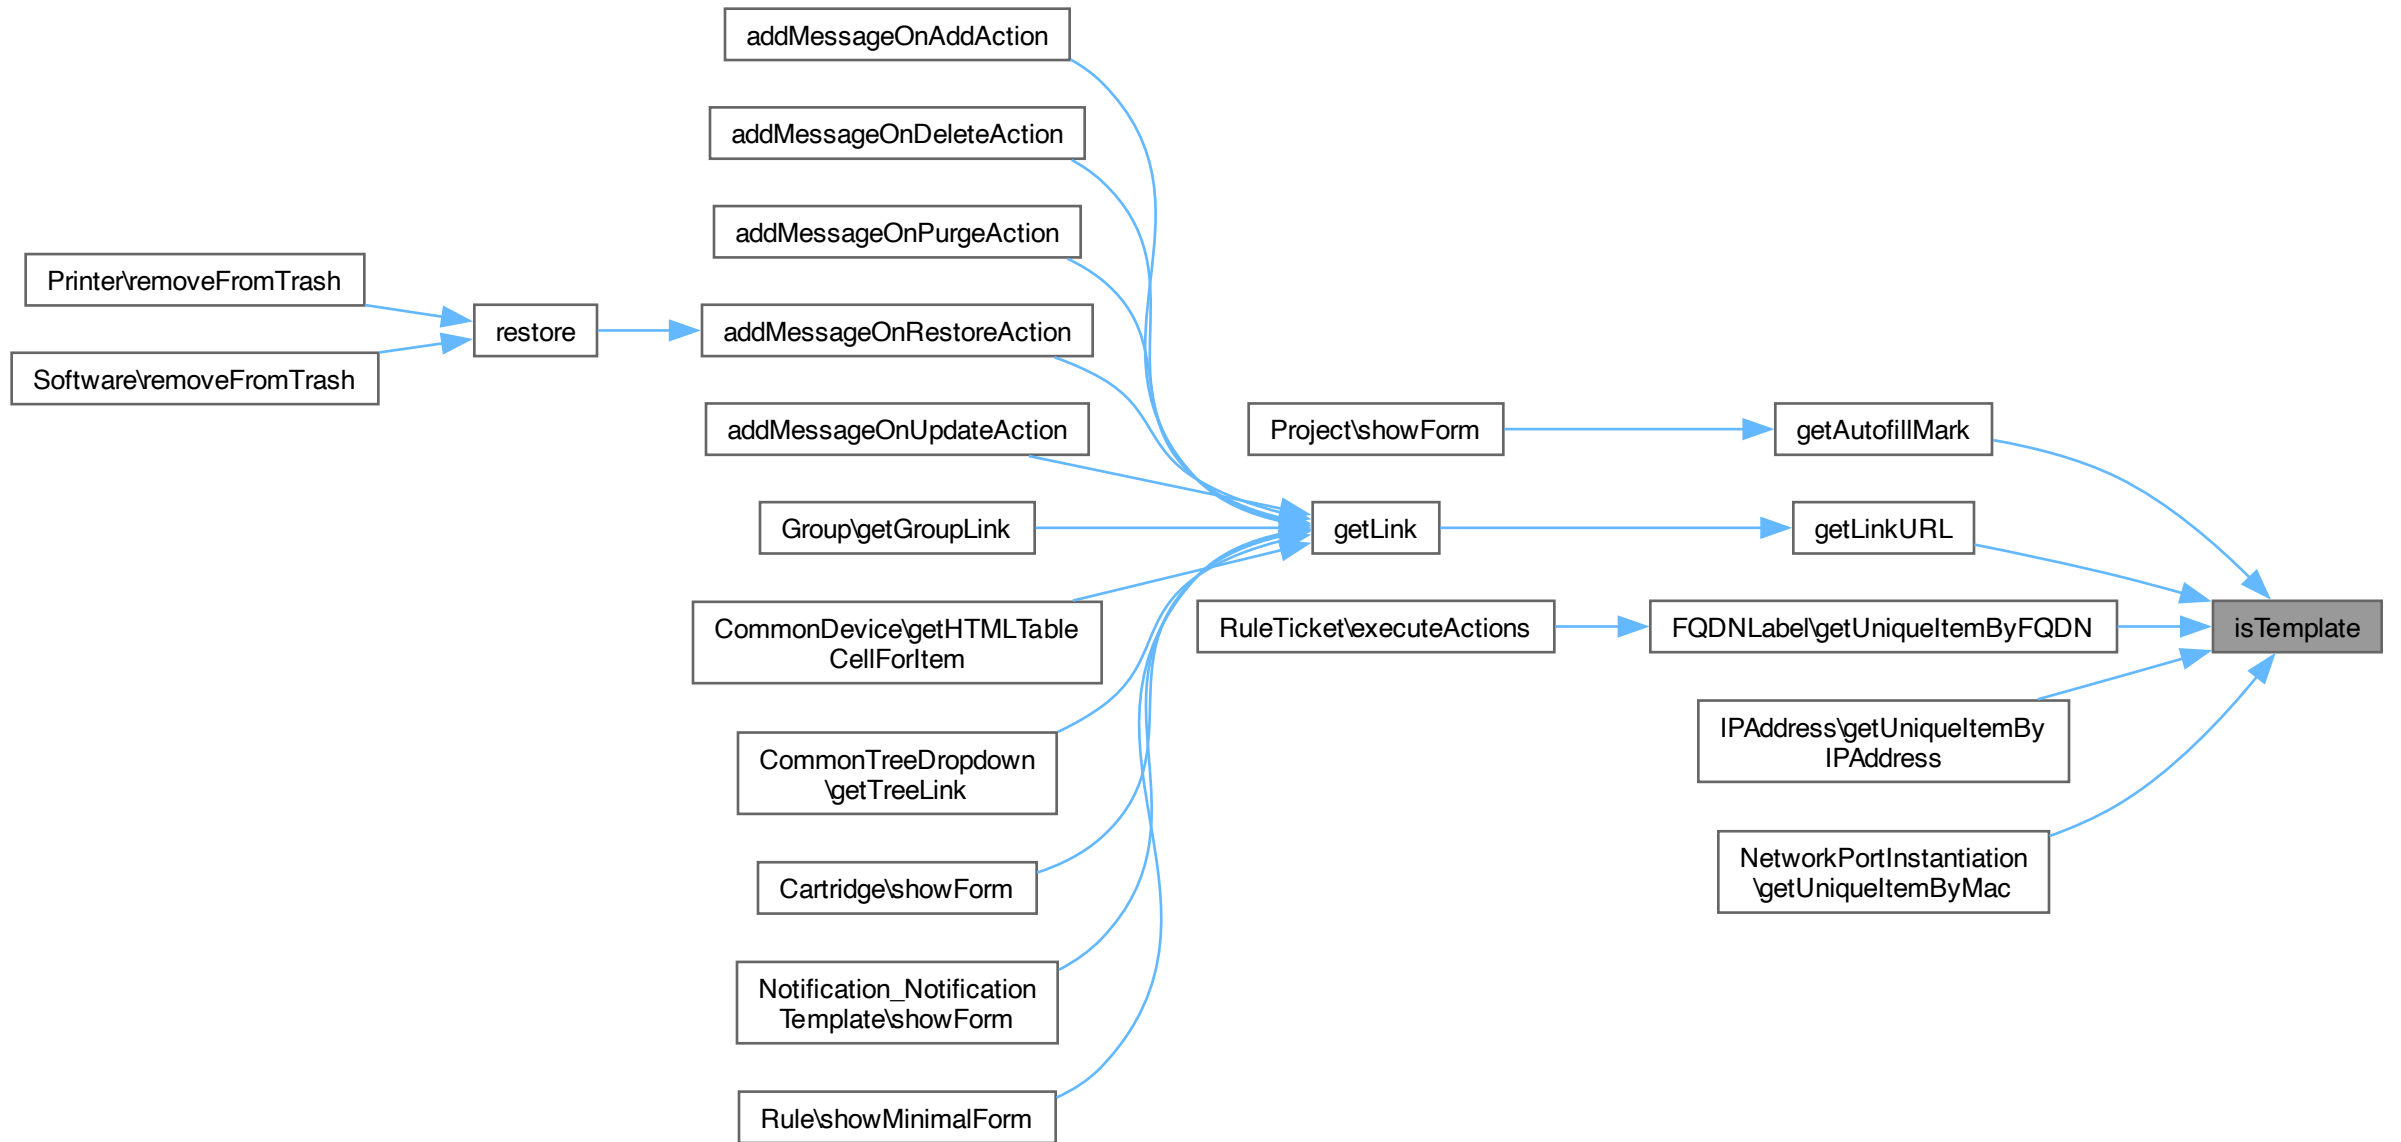 addMessageOnAddAction
addMessageOnDeleteAction
addMessageOnPurgeAction
Printer\removeFromTrash
restore
addMessageOnRestoreAction
Software\removeFromTrash
addMessageOnUpdateAction
Project\showForm
getAutofillMark
Group\getGroupLink
getLink
getLinkURL
CommonDevice\getHTMLTable
CellForItem
RuleTicket\executeActions
FQDNLabel\getUniqueItemByFQDN
isTemplate
IPAddress\getUniqueItemBy
IPAddress
CommonTreeDropdown
\getTreeLink
Cartridge\showForm
NetworkPortInstantiation
\getUniqueItemByMac
Notification_Notification
Template\showForm
Rule\showMinimalForm